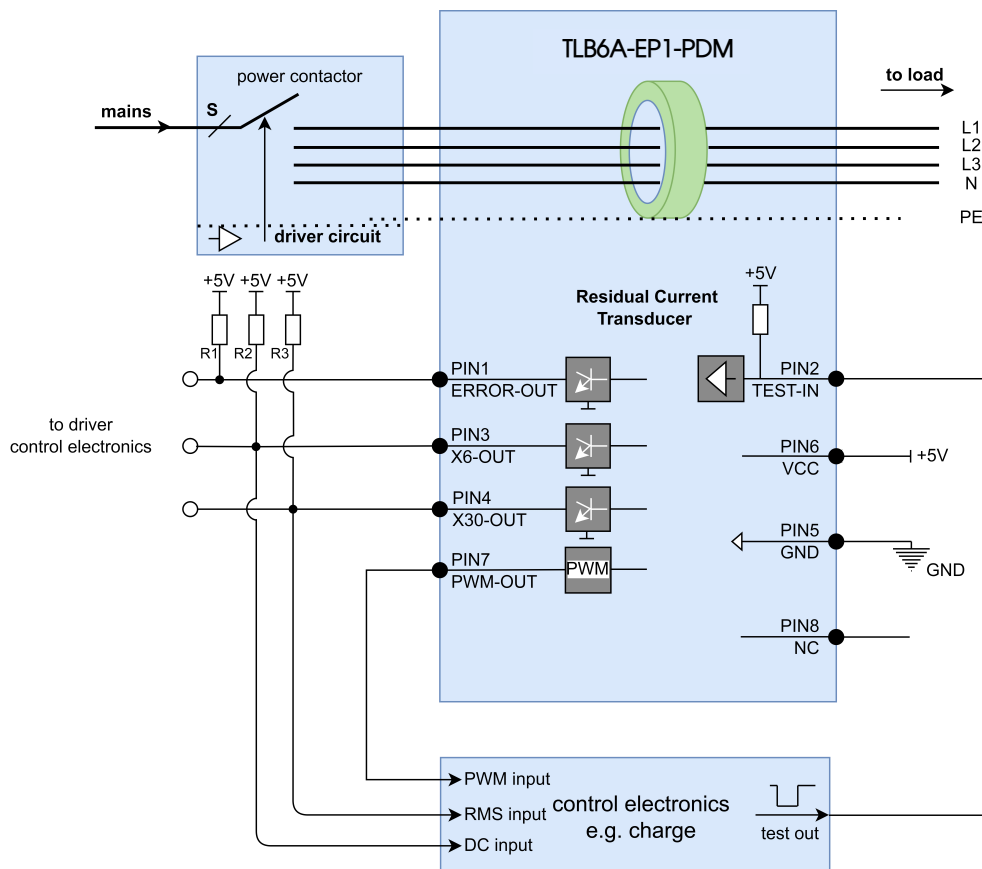 TLB6A-EP1-PDM
power contactor
to load
mains
S
L1
L2
L3
N
PE
driver circuit
+5V
+5V
+5V
R1
R2
R3
Residual Current
Transducer
+5V
PIN1
ERROR-OUT
PIN2
TEST-IN
to driver
control electronics
PIN3
X6-OUT
PIN6
VCC
+5V
PIN4
X30-OUT
PIN5
GND
GND
PIN7
PWM-OUT
PWM
PIN8
NC
PWM input
RMS input
DC input
control electronics
e.g. charge
test out